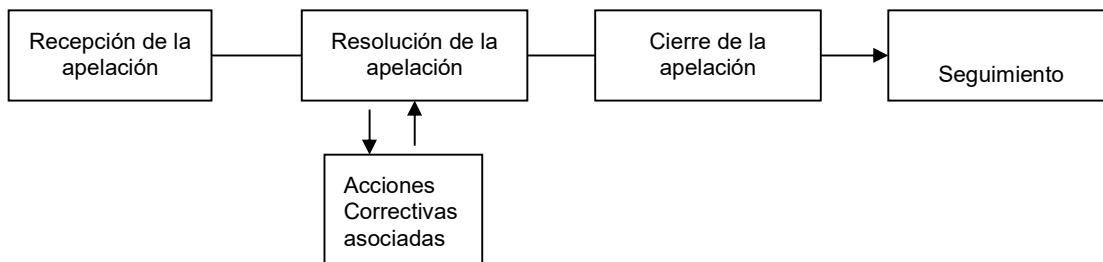 Recepción de la
apelación
Resolución de la
apelación
Cierre de la
apelación
Seguimiento
Acciones
Correctivas
asociadas